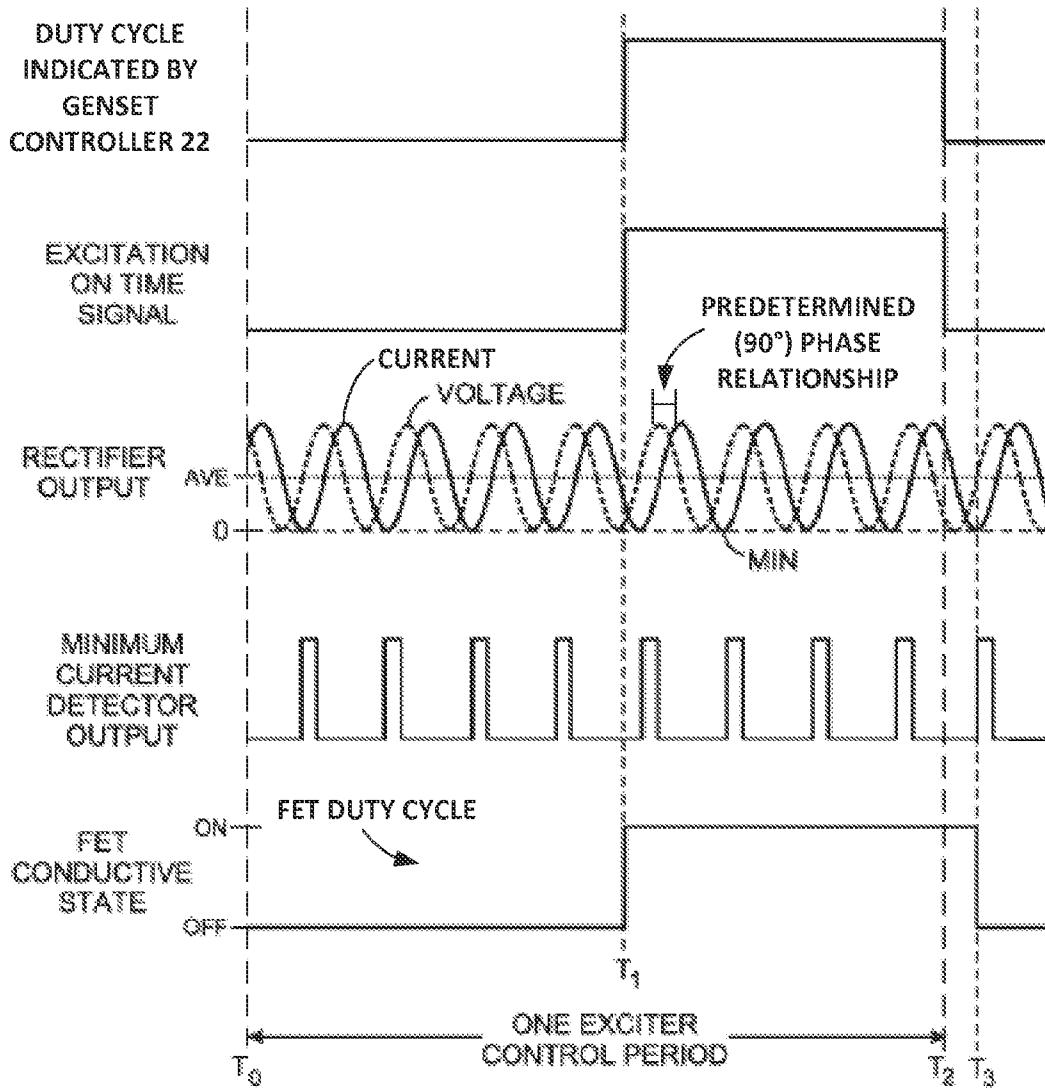 DUTY CYCLE
INDICATED BY
GENSET
CONTROLLER 22
EXCITATION
ON TIME
SIGNAL
PREDETERMINED
(90°) PHASE
RELATIONSHIP
CURRENT
VOLTAGE
RECTIFIER
OUTPUT
AVE
0
MIN
MINIMUM
CURRENT
DETECTOR
OUTPUT
FET DUTY CYCLE
ON
FET
CONDUCTIVE
STATE
OFF
T1
ONE EXCITER
CONTROL PERIOD
T0
T2
T3